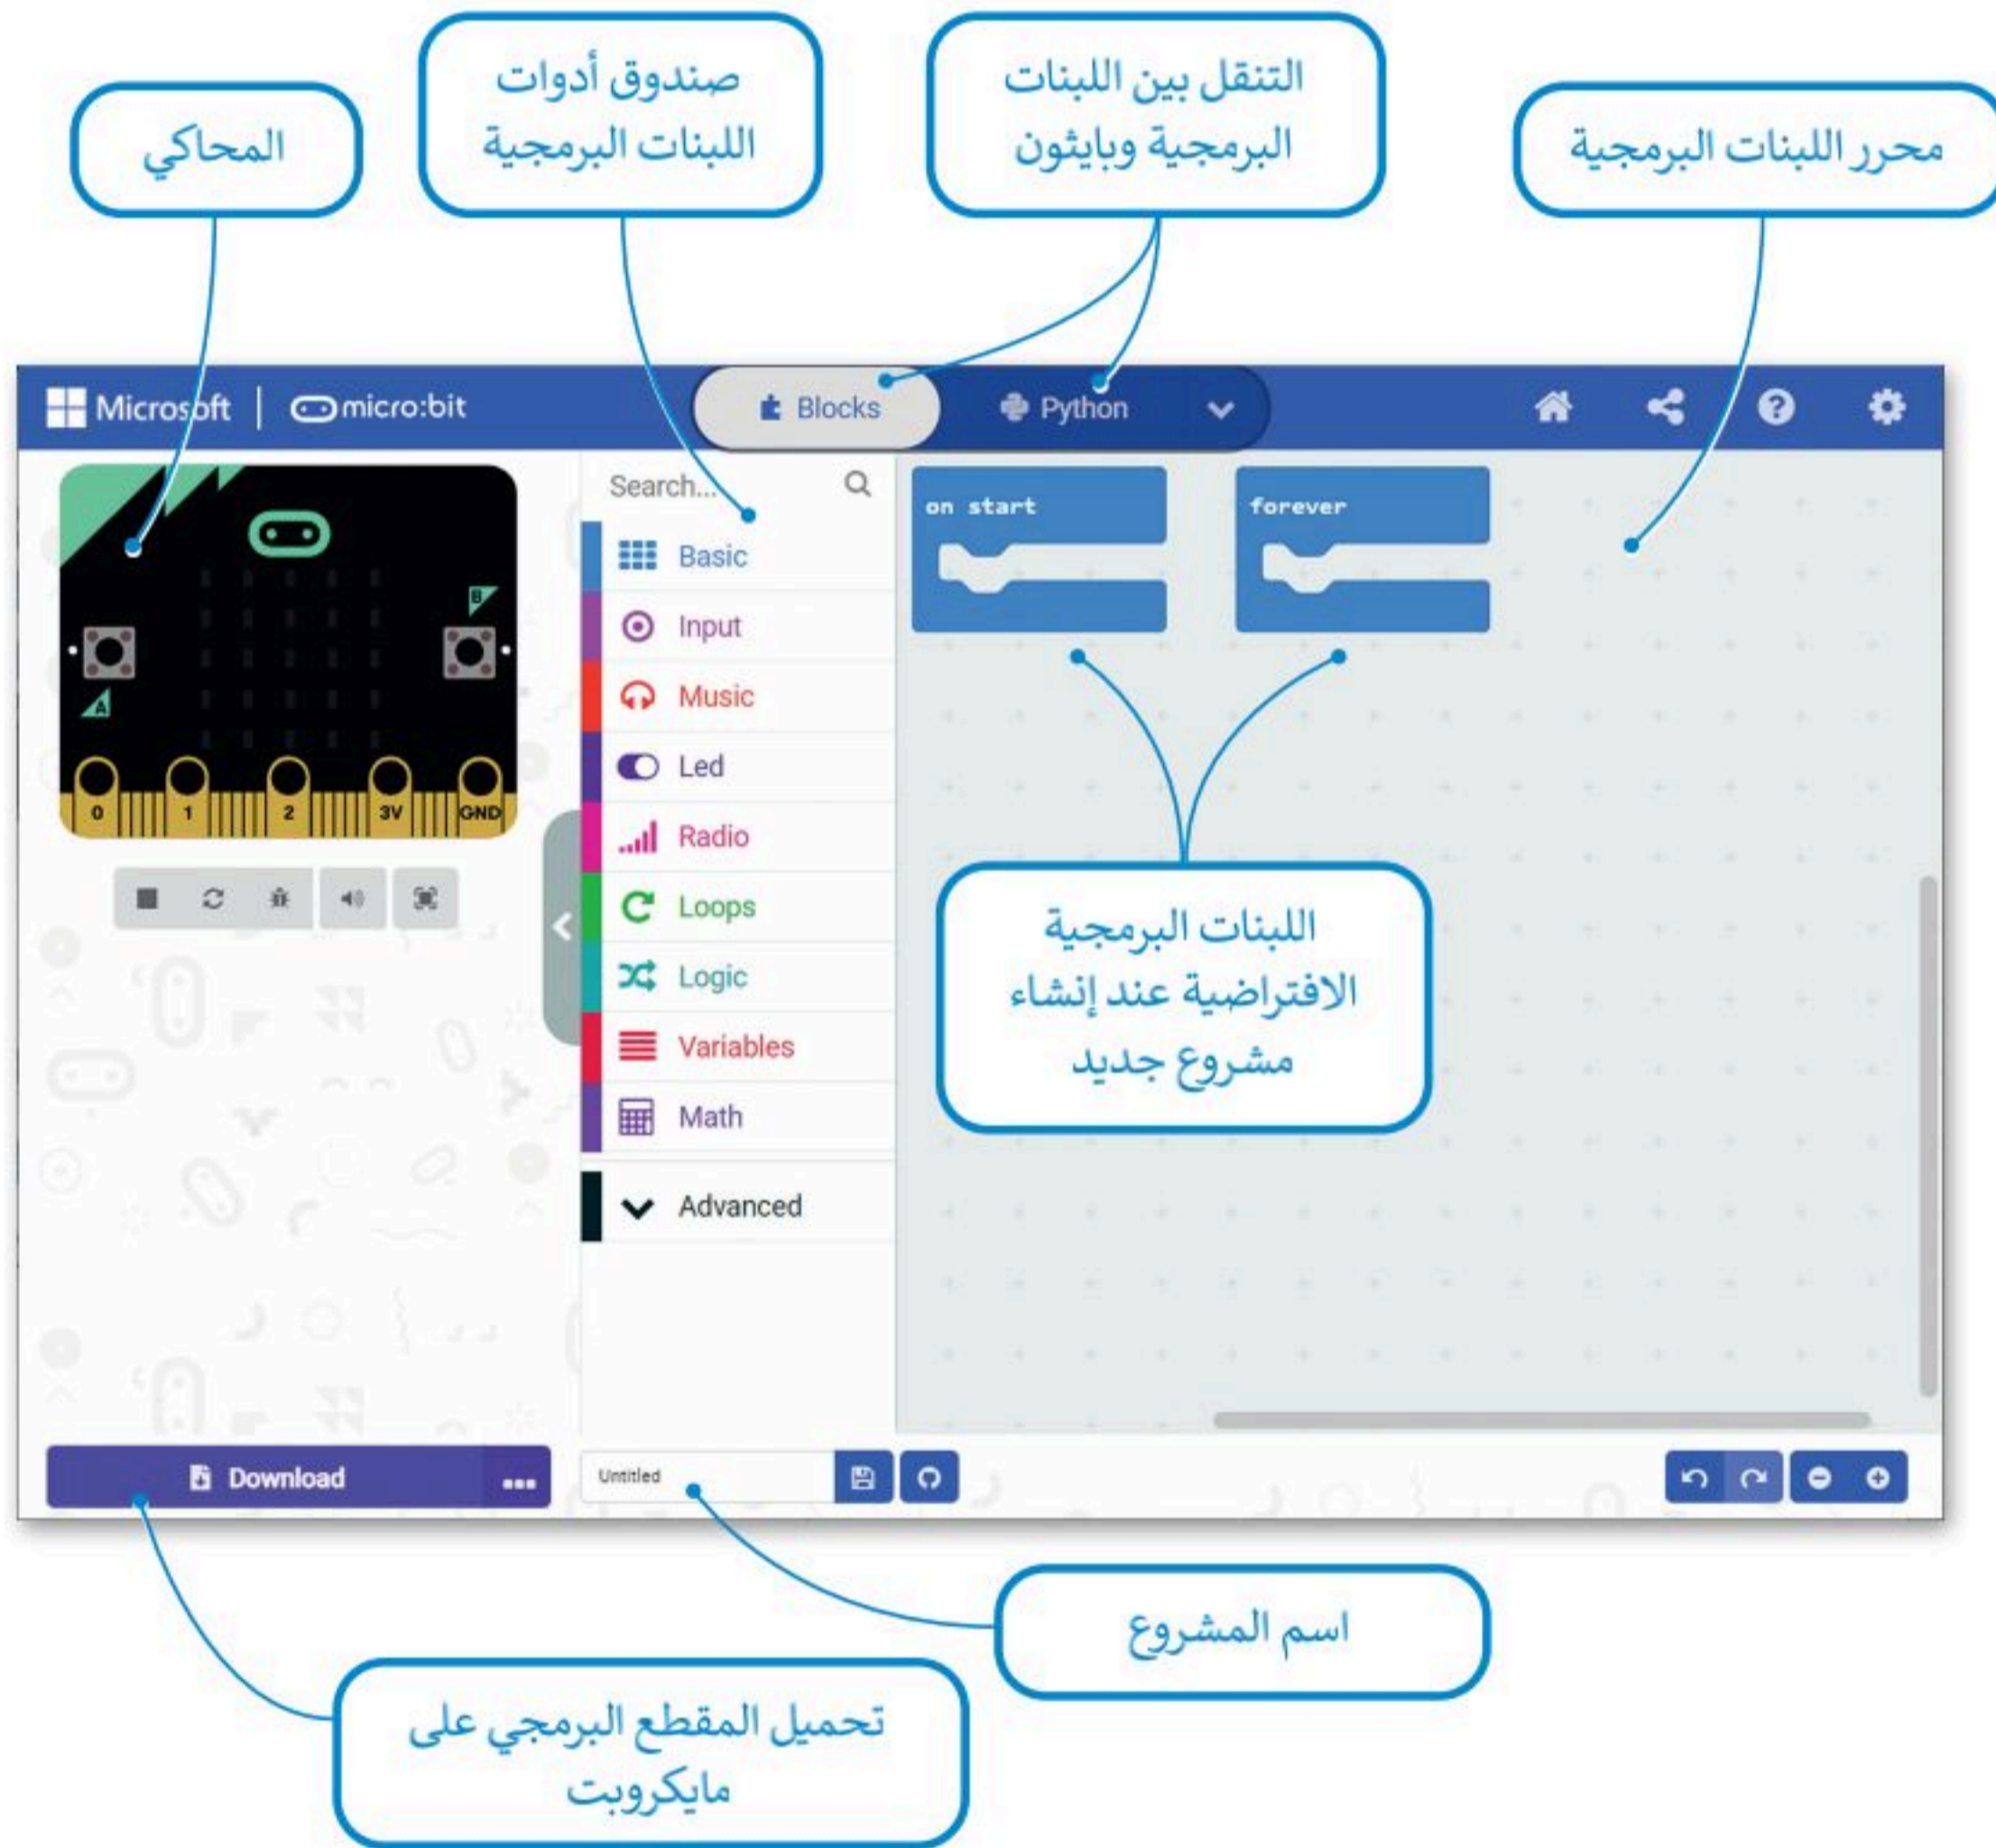 المحاكي
صندوق أدوات
اللبنات البرمجية
التنقل بين اللبنات
البرمجية وبايثون
محرر اللبنات البرمجية
Microsoft | micro:bit
Blocks
Python
Search...
Basic
Input
Music
Led
Radio
Loops
Logic
Variables
Math
Advanced
on start
forever
B
A
0 1 2 3V GND
اللبنات البرمجية
الافتراضية عند إنشاء
مشروع جديد
Download
Untitled
اسم المشروع
تحميل المقطع البرمجي على
مايكروبت